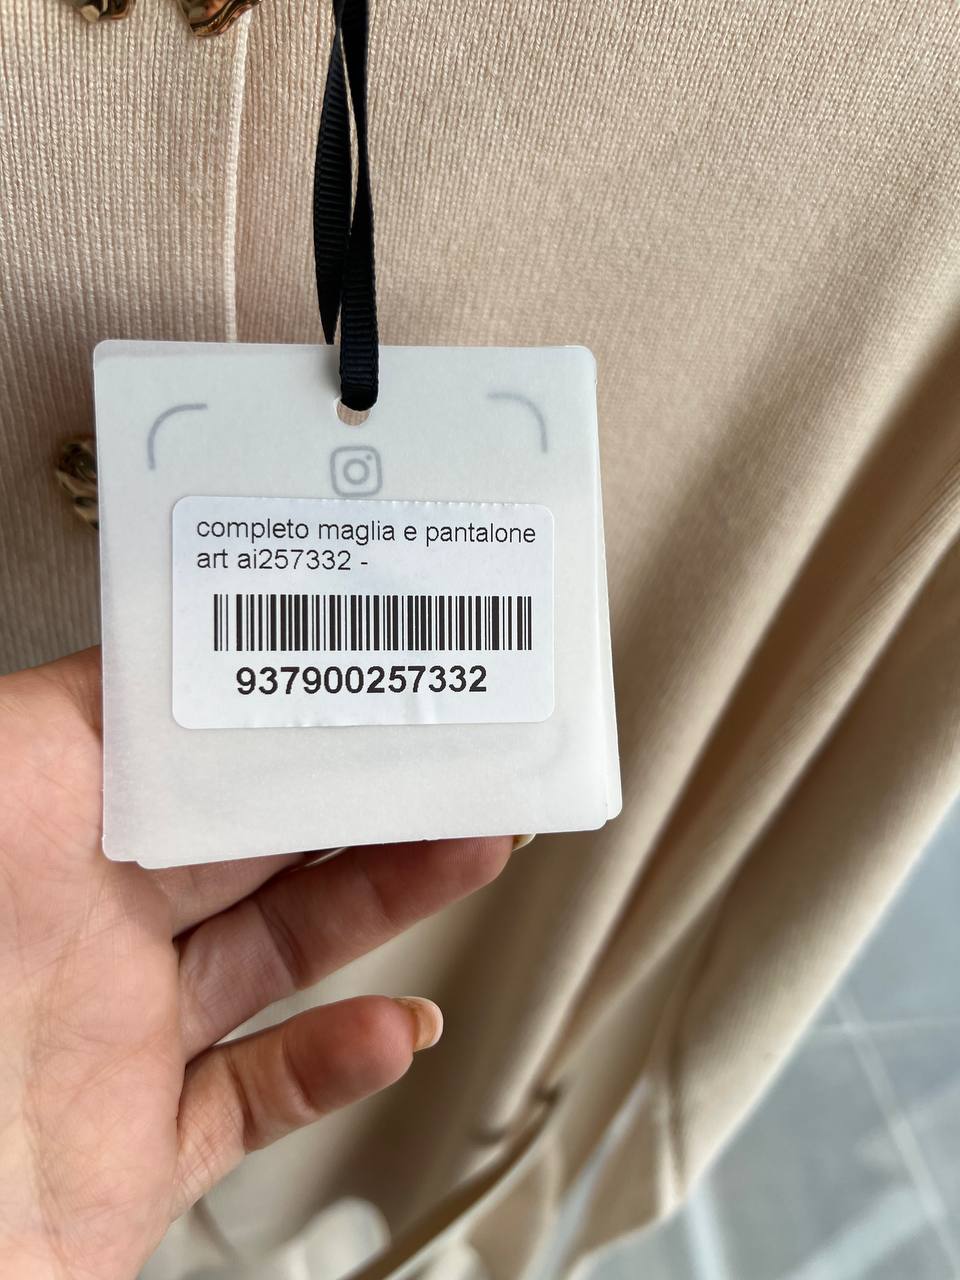 completo maglia e pantalone
art ai257332 -
937900257332